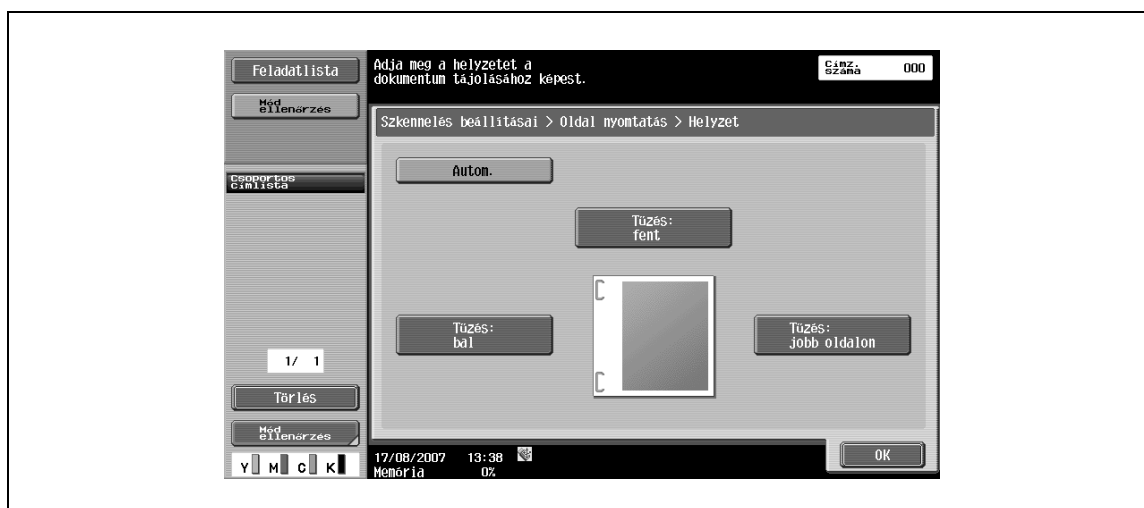 Feladatlista
Mód
ellenőrzés
Csoportos
címlista
1/ 1
Törlés
Mód
ellenőrzés
Y M C K
Adja meg a helyzetet a
dokumentum tájolásához képest.
Címz.
száma 000
Szkennelés beállításai > Oldal nyomtatás > Helyzet
Autom.
Tűzés:
fent
Tűzés:
bal
Tűzés:
jobb oldalon
17/08/2007 13:38
Memória 0%
OK